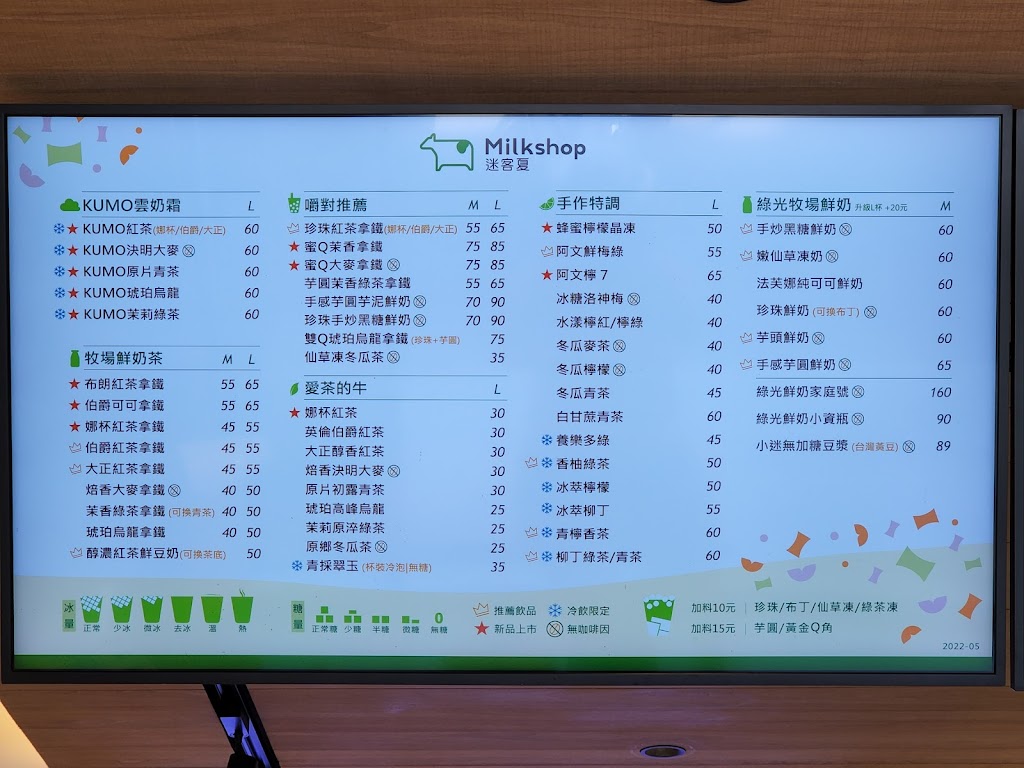 Milkshop
迷客夏
KUMO雲奶霜 L
KUMO紅茶(娜杯/伯爵/大正) 60
KUMO決明大麥 60
KUMO原片青茶 60
KUMO琥珀烏龍 60
KUMO茉莉綠茶 60
牧場鮮奶茶 M L
布朗紅茶拿鐵 55 65
伯爵可可拿鐵 55 65
娜杯紅茶拿鐵 45 55
伯爵紅茶拿鐵 45 55
大正紅茶拿鐵 45 55
焙香大麥拿鐵 40 50
茉香綠茶拿鐵 (可換青茶) 40 50
琥珀烏龍拿鐵 40 50
醇濃紅茶鮮豆奶(可換茶底) 50
嚼對推薦 M L
珍珠紅茶拿鐵(娜杯/伯爵/大正) 55 65
蜜Q茉香拿鐵 75 85
蜜Q大麥拿鐵 75 85
芋圓茉香綠茶拿鐵 55 65
手感芋圓芋泥鮮奶 70 90
珍珠手炒黑糖鮮奶 70 90
雙Q琥珀烏龍拿鐵 (珍珠+芋圓) 75
仙草凍冬瓜茶 35
愛茶的牛 L
娜杯紅茶 30
英倫伯爵紅茶 30
大正醇香紅茶 30
焙香決明大麥 30
原片初露青茶 30
琥珀高峰烏龍 25
茉莉原淬綠茶 25
原鄉冬瓜茶 25
青採翠玉 (杯裝冷泡|無糖) 35
手作特調 L
蜂蜜檸檬晶凍 50
阿文鮮梅綠 55
阿文檸7 65
冰糖洛神梅 40
水漾檸紅/檸綠 40
冬瓜麥茶 40
冬瓜檸檬 40
冬瓜青茶 45
白甘蔗青茶 60
養樂多綠 45
香柚綠茶 50
冰萃檸檬 50
冰萃柳丁 55
青檸香茶 60
柳丁綠茶/青茶 60
綠光牧場鮮奶 升級L杯 +20元 M
手炒黑糖鮮奶 60
嫩仙草凍奶 60
法芙娜純可可鮮奶 60
珍珠鮮奶 (可換布丁) 60
芋頭鮮奶 60
手感芋圓鮮奶 65
綠光鮮奶家庭號 160
綠光鮮奶小資瓶 90
小迷無加糖豆漿 (台灣黃豆) 89
冰量 正常 少冰 微冰 去冰 溫 熱
糖量 正常糖 少糖 半糖 微糖 無糖
0
推薦飲品 冷飲限定
新品上市 無咖啡因
加料10元 珍珠/布丁/仙草凍/綠茶凍
加料15元 芋圓/黃金Q角
2022-05